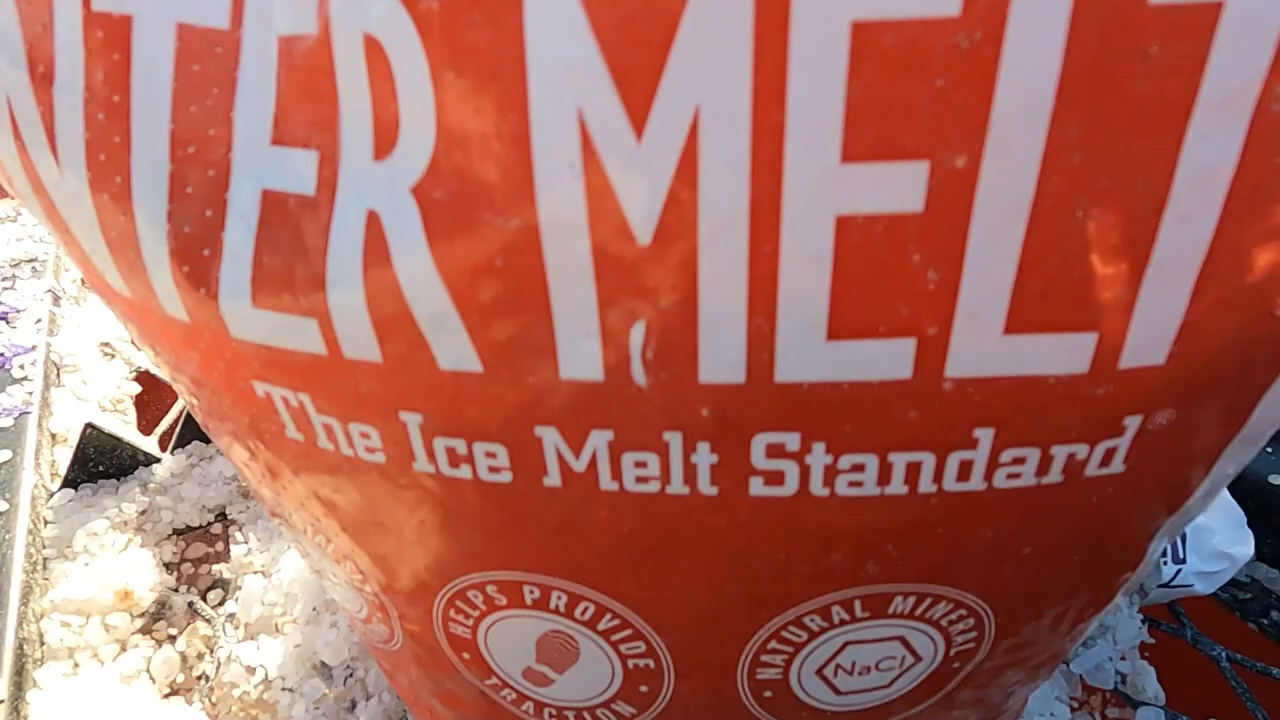 NTER MELT
The Ice Melt Standard®
HELPS PROVIDE
TRACTION
NATURAL MINERAL
NaCl